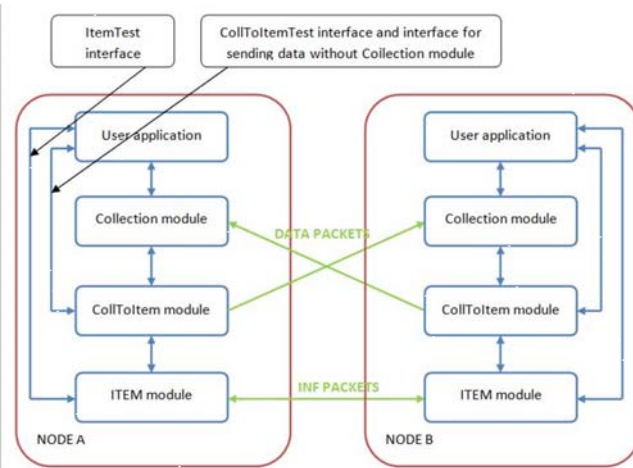 ItemTest
interface
CollToItemTest interface and interface for
sending data without Collection module
User application
User application
Collection module
Collection module
DATA PACKETS
CollToItem module
CollToItem module
INF PACKETS
ITEM module
ITEM module
NODE A
NODE B